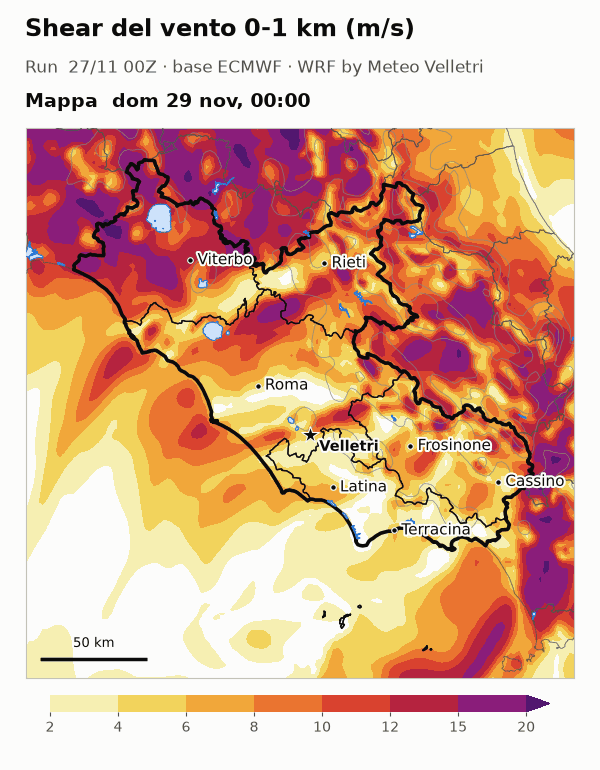 Shear del vento 0-1 km (m/s)
Run  27/11 00Z · base ECMWF · WRF by Meteo Velletri
Mappa  dom 29 nov, 00:00
Viterbo
Rieti
Roma
Velletri
Frosinone
Latina
Cassino
Terracina
50 km
2 4 6 8 10 12 15 20